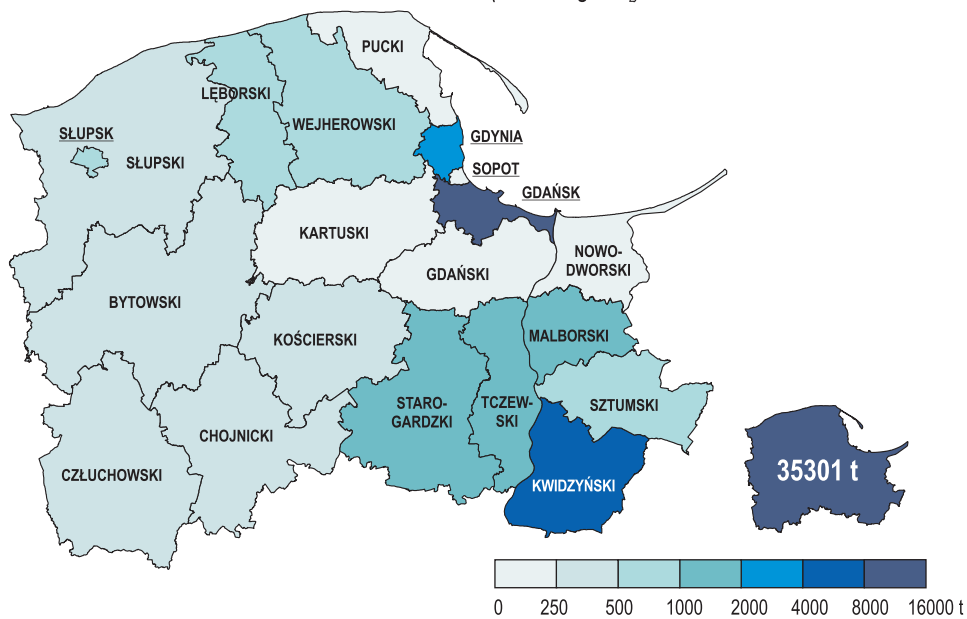 PUCKI
LĘBORSKI
WEJHEROWSKI
SŁUPSK
SŁUPSKI
GDYNIA
SOPOT
GDAŃSK
KARTUSKI
GDAŃSKI
NOWO-
DWORSKI
BYTOWSKI
KOŚCIERSKI
MALBORSKI
STARO-
GARDZKI
TCZEW-
SKI
SZTUMSKI
CHOJNICKI
CZŁUCHOWSKI
KWIDZYŃSKI
35301 t
0 250 500 1000 2000 4000 8000 16000 t